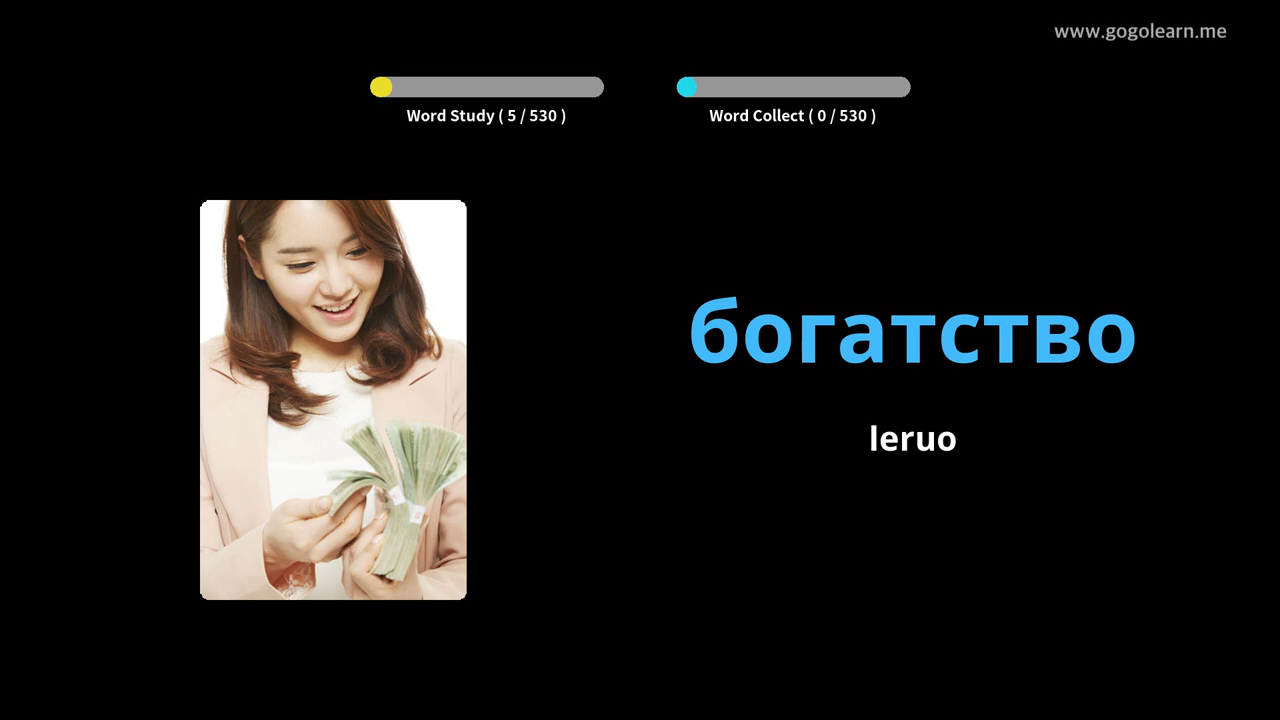 www.gogolearn.me
Word Study ( 5 / 530 )
Word Collect ( 0 / 530 )
богатство
leruo